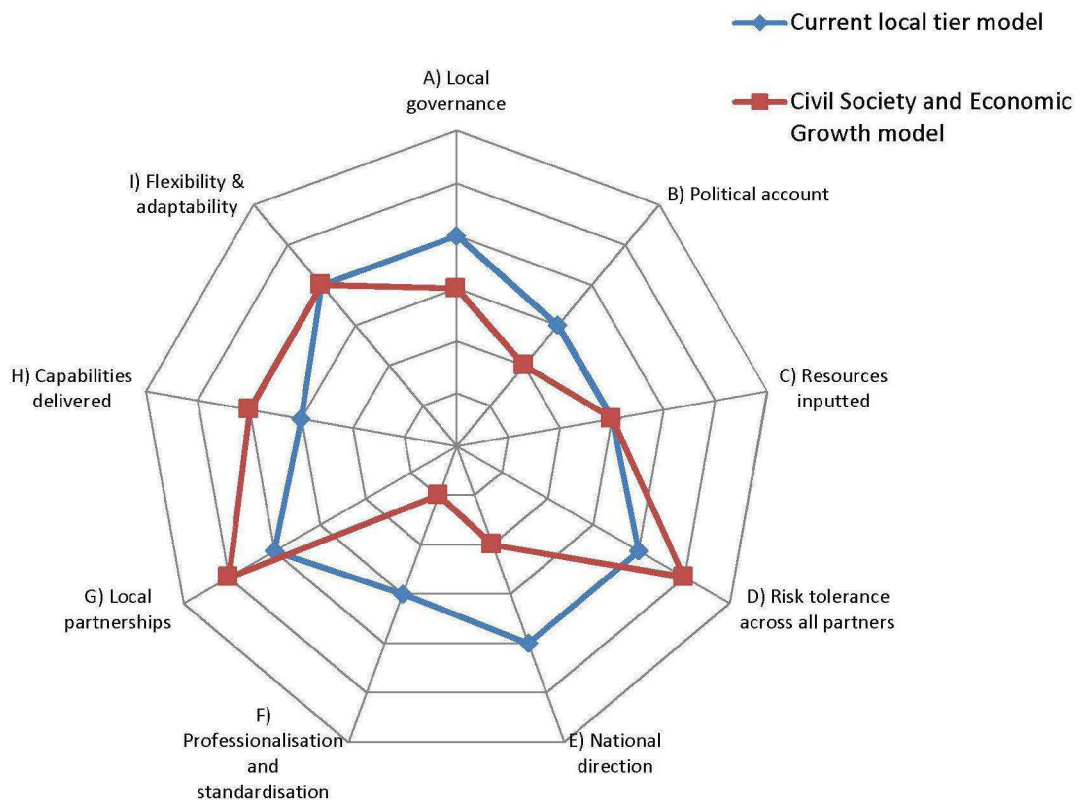 Current local tier model
Civil Society and Economic
Growth model
A) Local
governance
B) Political account
C) Resources
inputted
D) Risk tolerance
across all partners
E) National
direction
F)
Professionalisation
and
standardisation
G) Local
partnerships
H) Capabilities
delivered
I) Flexibility &
adaptability